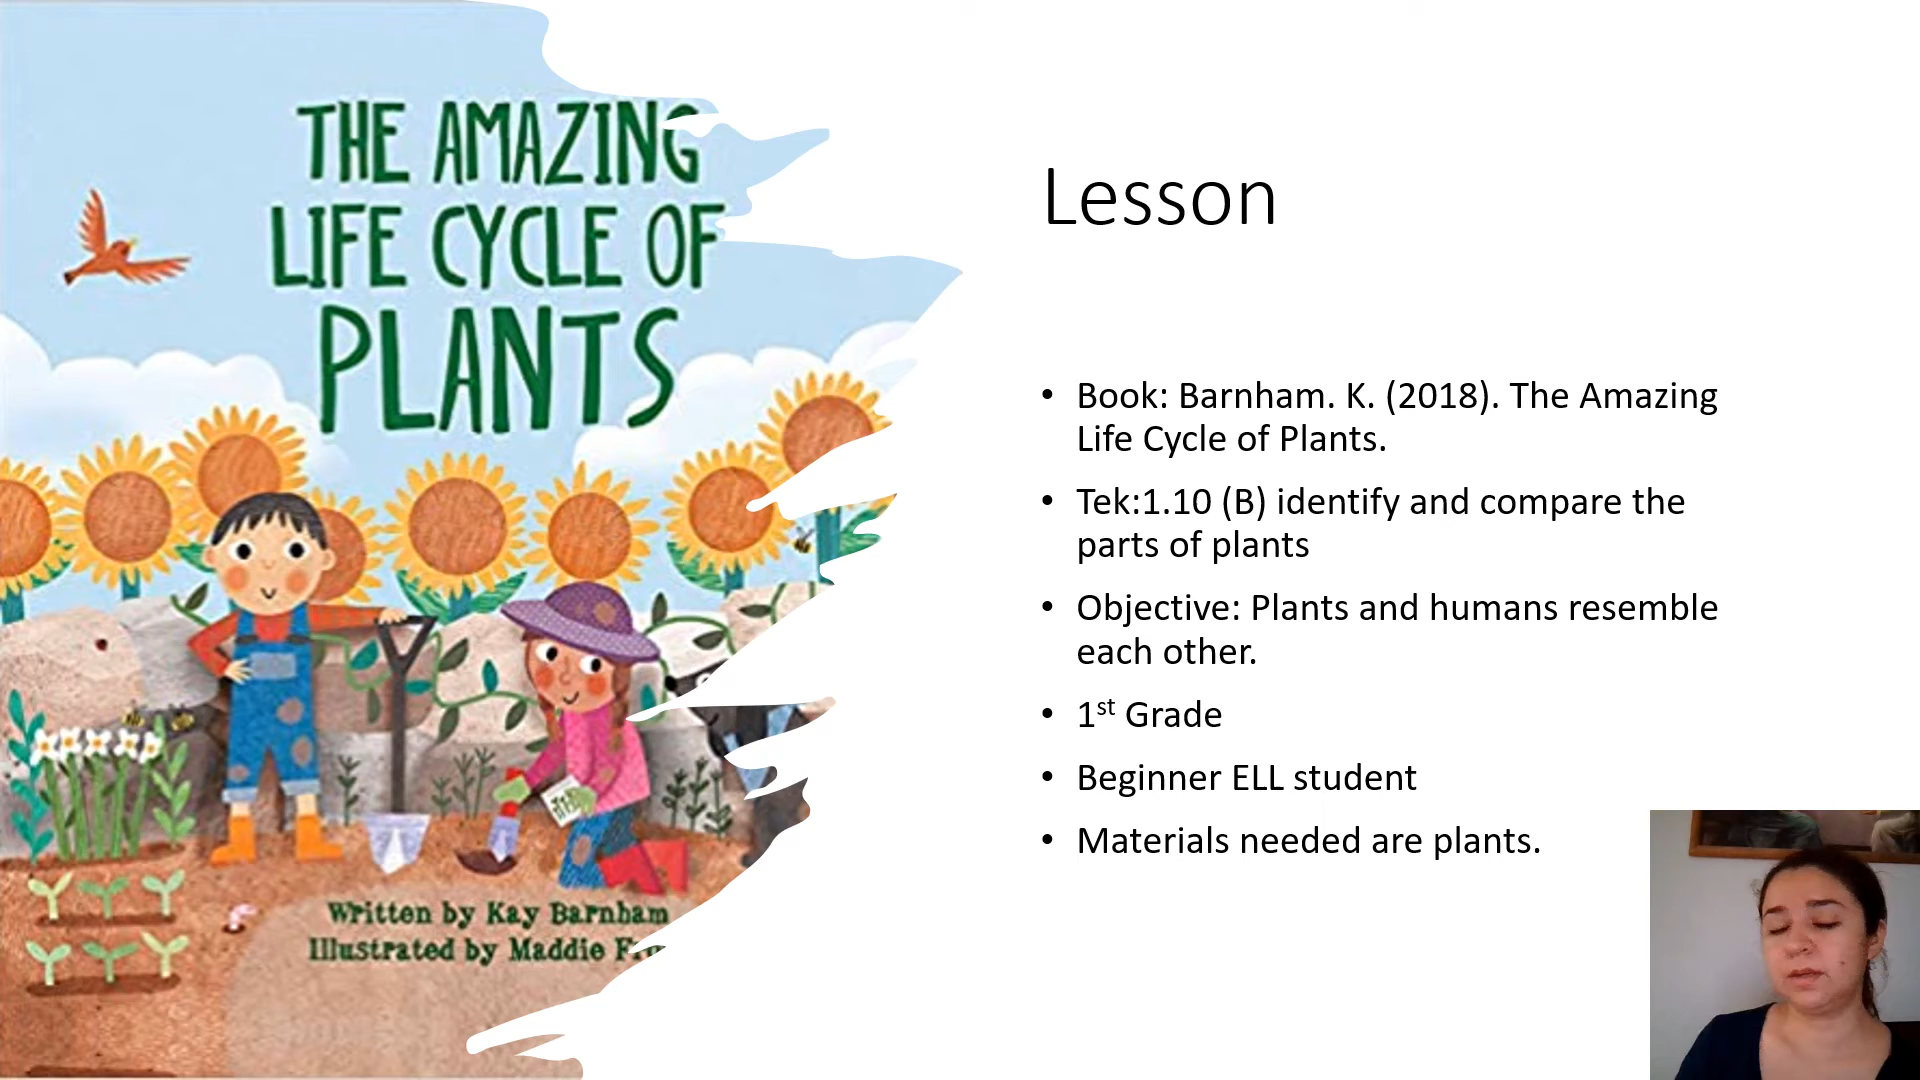 THE AMAZING
LIFE CYCLE OF
PLANTS
Written by Kay Barnham
Illustrated by Maddie
Lesson
• Book: Barnham. K. (2018). The Amazing
Life Cycle of Plants.
• Tek:1.10 (B) identify and compare the
parts of plants
• Objective: Plants and humans resemble
each other.
• 1st Grade
• Beginner ELL student
• Materials needed are plants.